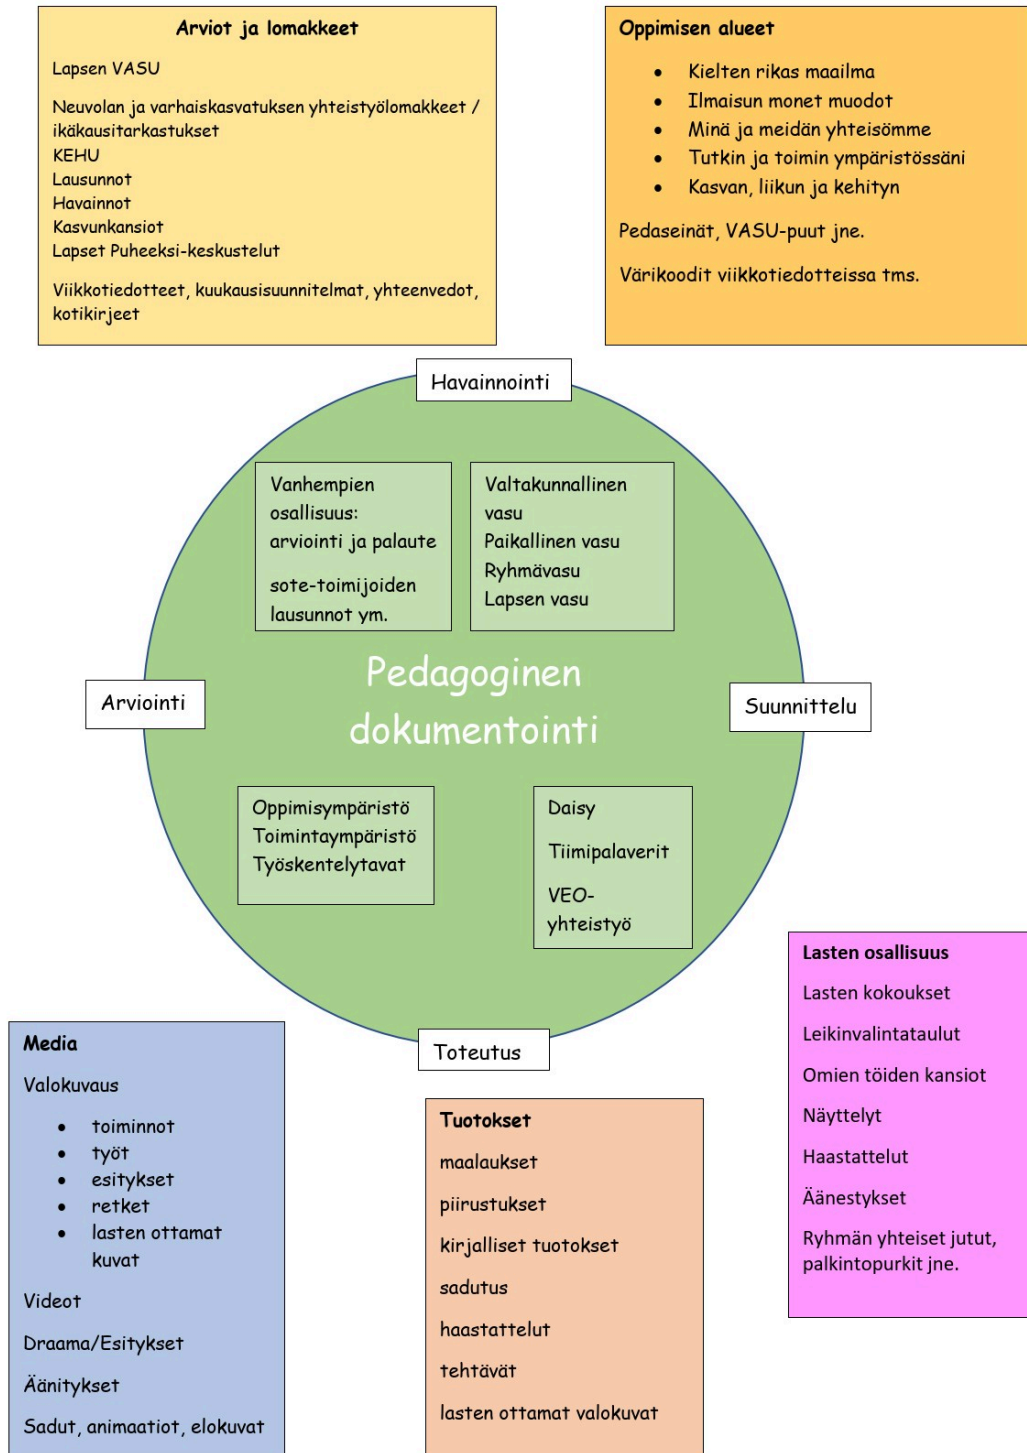 Arviot ja lomakkeet
Lapsen VASU
Neuvolan ja varhaiskasvatuksen yhteistyölomakkeet /
ikäkausitarkastukset
KEHU
Lausunnot
Havainnot
Kasvunkansiot
Lapset Puheeksi-keskustelut
Viikkotiedotteet, kuukausisuunnitelmat, yhteenvedot,
kotikirjeet
Oppimisen alueet
• Kielten rikas maailma
• Ilmaisun monet muodot
• Minä ja meidän yhteisömme
• Tutkin ja toimin ympäristössäni
• Kasvan, liikun ja kehityn
Pedaseinät, VASU-puut jne.
Värikoodit viikkotiedotteissa tms.
Havainnointi
Vanhempien
osallisuus:
arviointi ja palaute
sote-toimijoiden
lausunnot ym.
Valtakunnallinen
vasu
Paikallinen vasu
Ryhmävasu
Lapsen vasu
Arviointi
Pedagoginen
dokumentointi
Suunnittelu
Oppimisympäristö
Toimintaympäristö
Työskentelytavat
Daisy
Tiimipalaverit
VEO-
yhteistyö
Toteutus
Media
Valokuvaus
• toiminnot
• työt
• esitykset
• retket
• lasten ottamat
kuvat
Videot
Draama/Esitykset
Äänitykset
Sadut, animaatiot, elokuvat
Tuotokset
maalaukset
piirustukset
kirjalliset tuotokset
sadutus
haastattelut
tehtävät
lasten ottamat valokuvat
Lasten osallisuus
Lasten kokoukset
Leikinvalintataulut
Omien töiden kansiot
Näyttelyt
Haastattelut
Äänestykset
Ryhmän yhteiset jutut,
palkintopurkit jne.